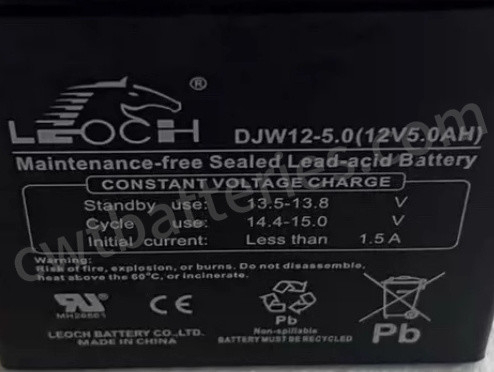 LEOCH ®
DJW12-5.0(12V5.0AH)
Maintenance-free Sealed Lead-acid Battery
CONSTANT VOLTAGE CHARGE
Standby use: 13.5-13.8 V
Cycle use: 14.4-15.0 V
Initial current: Less than 1.5 A
Warning:
Risk of fire, explosion, or burns. Do not disassemble,
heat above the 60°C, or incinerate.
MH26561
LEOCH BATTERY CO.,LTD.
MADE IN CHINA
Non-spillable
BATTERY MUST BE RECYCLED
Pb
cwtbatteries.com